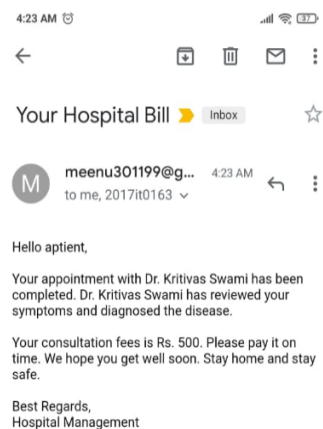 4:23 AM
37
Your Hospital Bill Inbox
M
meenu301199@g... 4:23 AM
to me, 2017it0163
Hello aptient,
Your appointment with Dr. Kritivas Swami has been
completed. Dr. Kritivas Swami has reviewed your
symptoms and diagnosed the disease.
Your consultation fees is Rs. 500. Please pay it on
time. We hope you get well soon. Stay home and stay
safe.
Best Regards,
Hospital Management